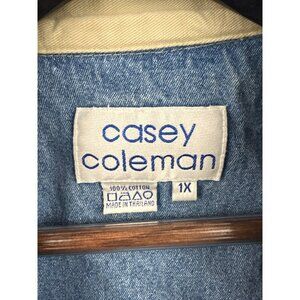 casey
coleman
100% COTTON
MADE IN THAILAND
1X